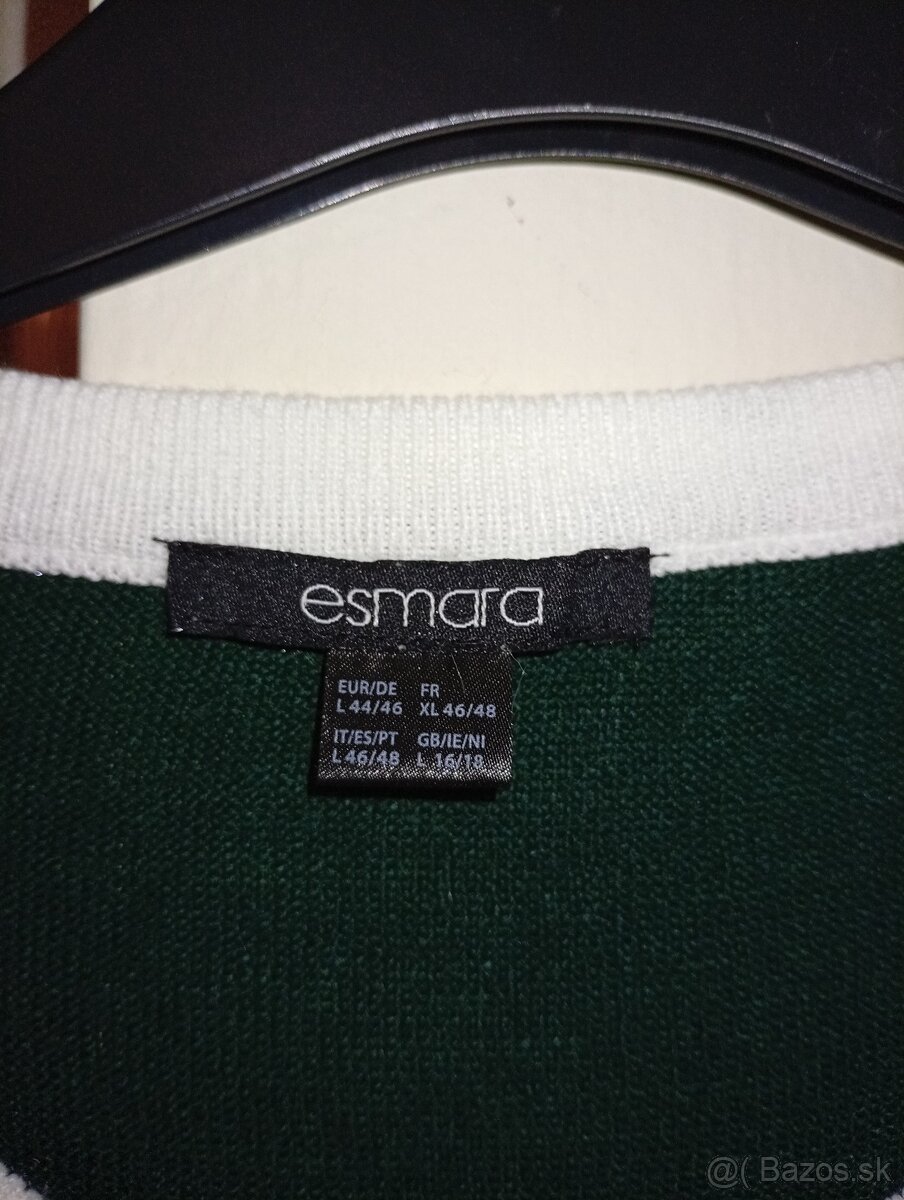 esmara
EUR/DE FR
L 44/46 XL 46/48
IT/ES/PT GB/IE/NI
L 46/48 L 16/18
@( Bazos.sk